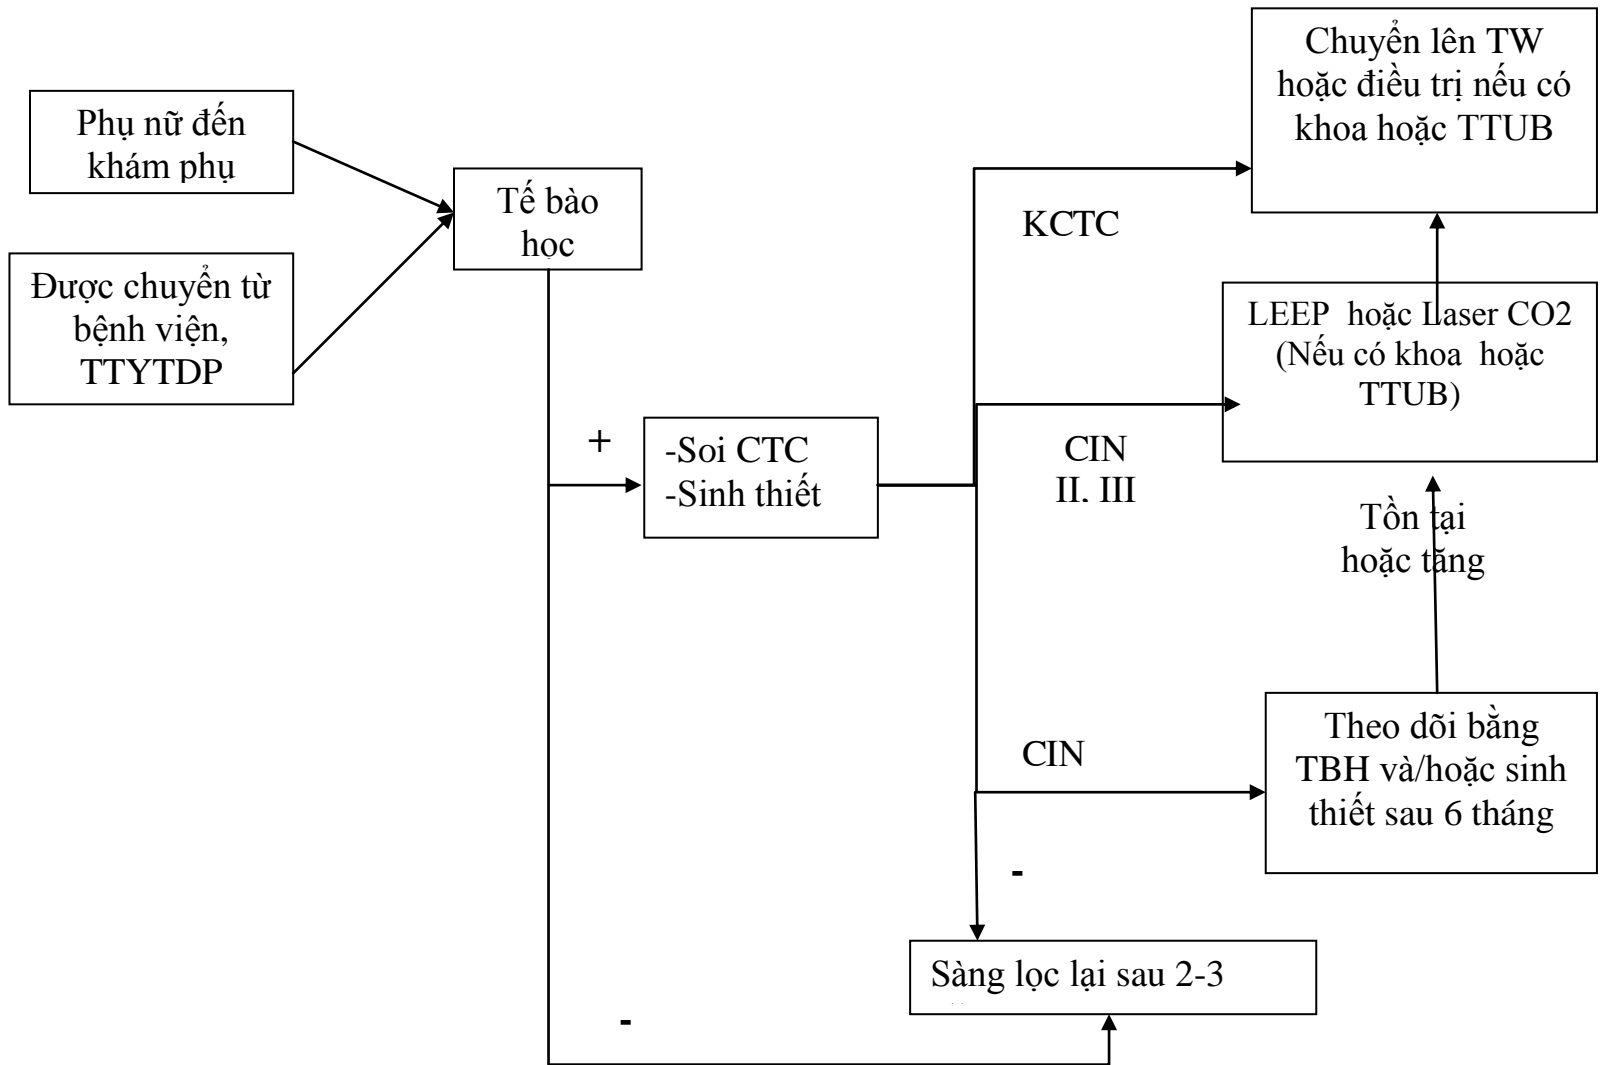 Phụ nữ đến
khám phụ
Được chuyển từ
bệnh viện,
TTYTDP
Tế bào
học
+
-Soi CTC
-Sinh thiết
-
KCTC
CIN
II, III
CIN
-
Chuyển lên TW
hoặc điều trị nếu có
khoa hoặc TTUB
LEEP hoặc Laser CO2
(Nếu có khoa hoặc
TTUB)
Tồn tại
hoặc tăng
Theo dõi bằng
TBH và/hoặc sinh
thiết sau 6 tháng
Sàng lọc lại sau 2-3